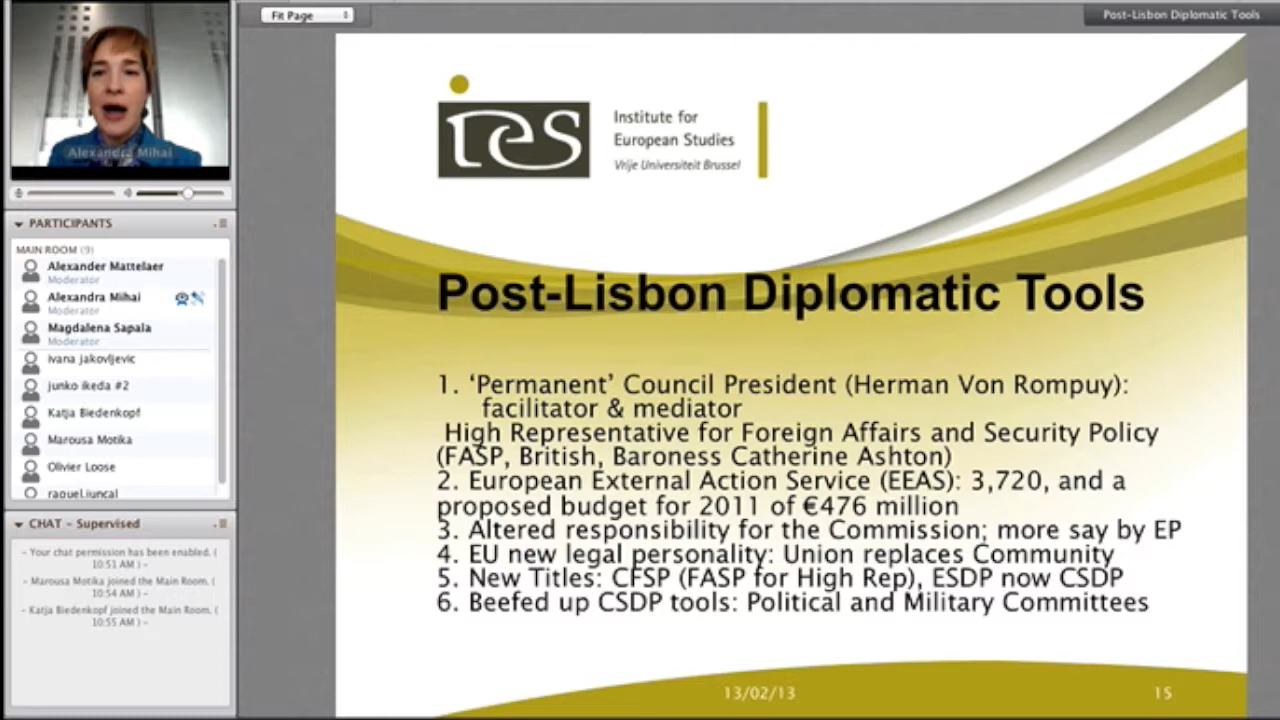 Fit Page
Post-Lisbon Diplomatic Tools
Alexandra Mihai
PARTICIPANTS
MAIN ROOM (9)
Alexander Mattelaer
Moderator
Alexandra Mihai
Moderator
Magdalena Sapala
Moderator
ivana jakovljevic
junko ikeda #2
Katja Biedenkopf
Marousa Motika
Olivier Loose
raquel.juncal
CHAT - Supervised
- Your chat permission has been enabled. (
10:51 AM ) -
- Marousa Motika joined the Main Room. (
10:54 AM ) -
- Katja Biedenkopf joined the Main Room. (
10:55 AM ) -
ies
Institute for
European Studies
Vrije Universiteit Brussel
Post-Lisbon Diplomatic Tools
1. ‘Permanent’ Council President (Herman Von Rompuy):
facilitator & mediator
High Representative for Foreign Affairs and Security Policy
(FASP, British, Baroness Catherine Ashton)
2. European External Action Service (EEAS): 3,720, and a
proposed budget for 2011 of €476 million
3. Altered responsibility for the Commission; more say by EP
4. EU new legal personality: Union replaces Community
5. New Titles: CFSP (FASP for High Rep), ESDP now CSDP
6. Beefed up CSDP tools: Political and Military Committees
13/02/13
15